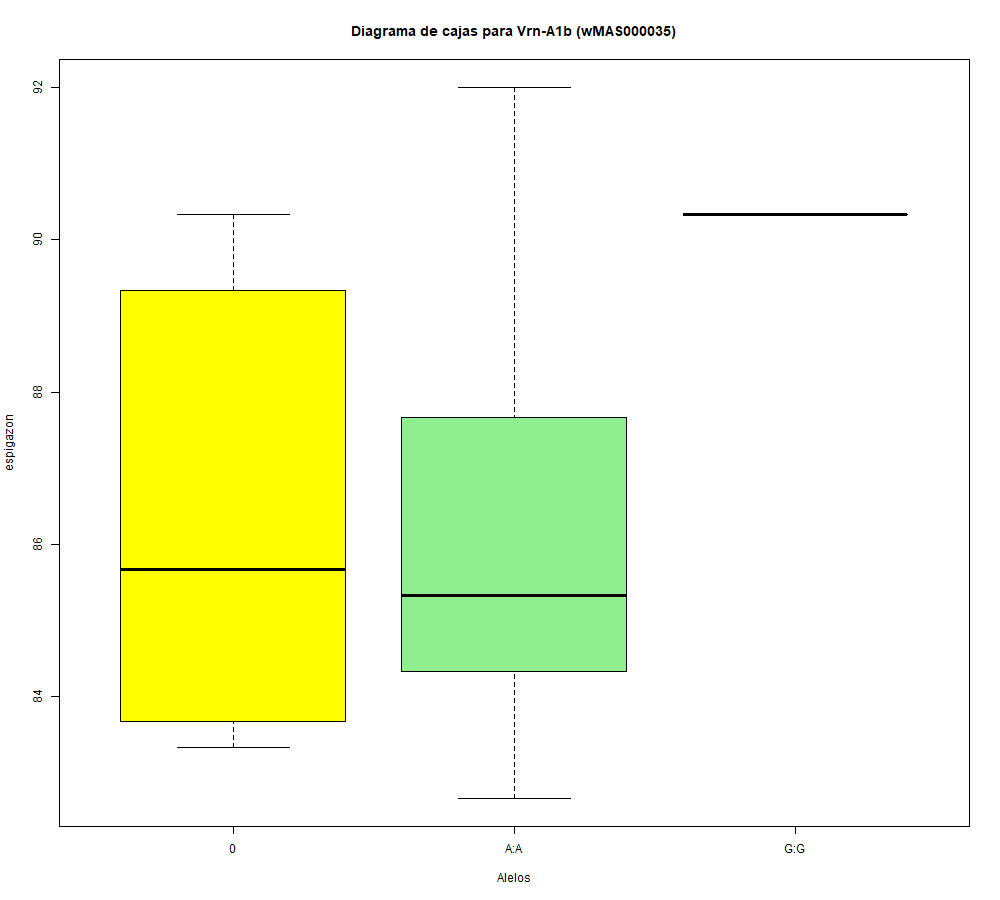 Diagrama de cajas para Vrn-A1b (wMAS000035)
92
90
88
86
84
espigazon
0
A:A
G:G
Alelos